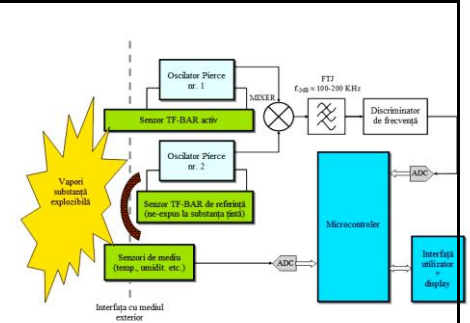 Oscilator Pierce
nr. 1
MIXER
FTJ
f-3dB ≈ 100-200 KHz
Senzor TF-BAR activ
Discriminator
de frecvență
Oscilator Pierce
nr. 2
Vapori
substanță
explozibilă
ADC
Senzor TF-BAR de referință
(ne-expus la substanța țintă)
Microcontroler
Senzori de mediu
(temp., umidit. etc.)
ADC
Interfață
utilizator
+
display
Interfața cu mediul
exterior